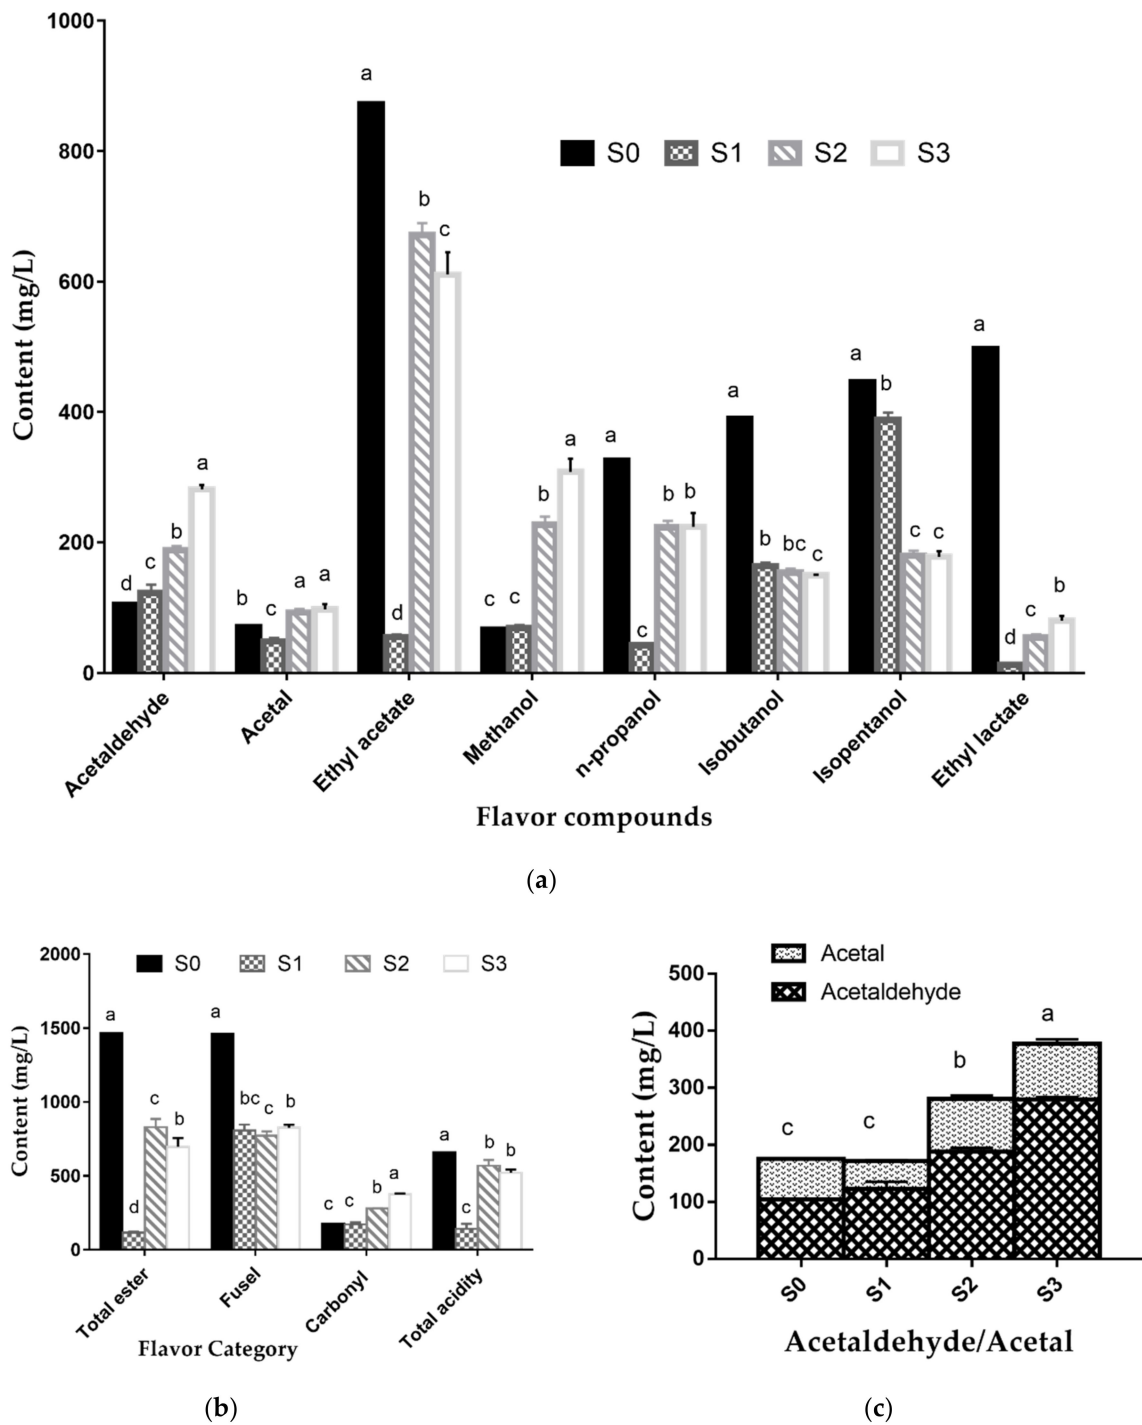 1000
800
600
400
200
0
Content (mg/L)
S0 S1 S2 S3
d c b a
b c a a
a d b c
c c b a
a c b b
a b bc c
a b c c
a d c b
Acetaldehyde
Acetal
Ethyl acetate
Methanol
n-propanol
Isobutanol
Isopentanol
Ethyl lactate
Flavor compounds
(a)
2000
1500
1000
500
0
Content (mg/L)
S0 S1 S2 S3
a d c b
a bc c b
c c b a
a c b b
Total ester
Fusel
Carbonyl
Total acidity
Flavor Category
(b)
Acetal
Acetaldehyde
500
400
300
200
100
0
Content (mg/L)
c c b a
S0
S1
S2
S3
Acetaldehyde/Acetal
(c)